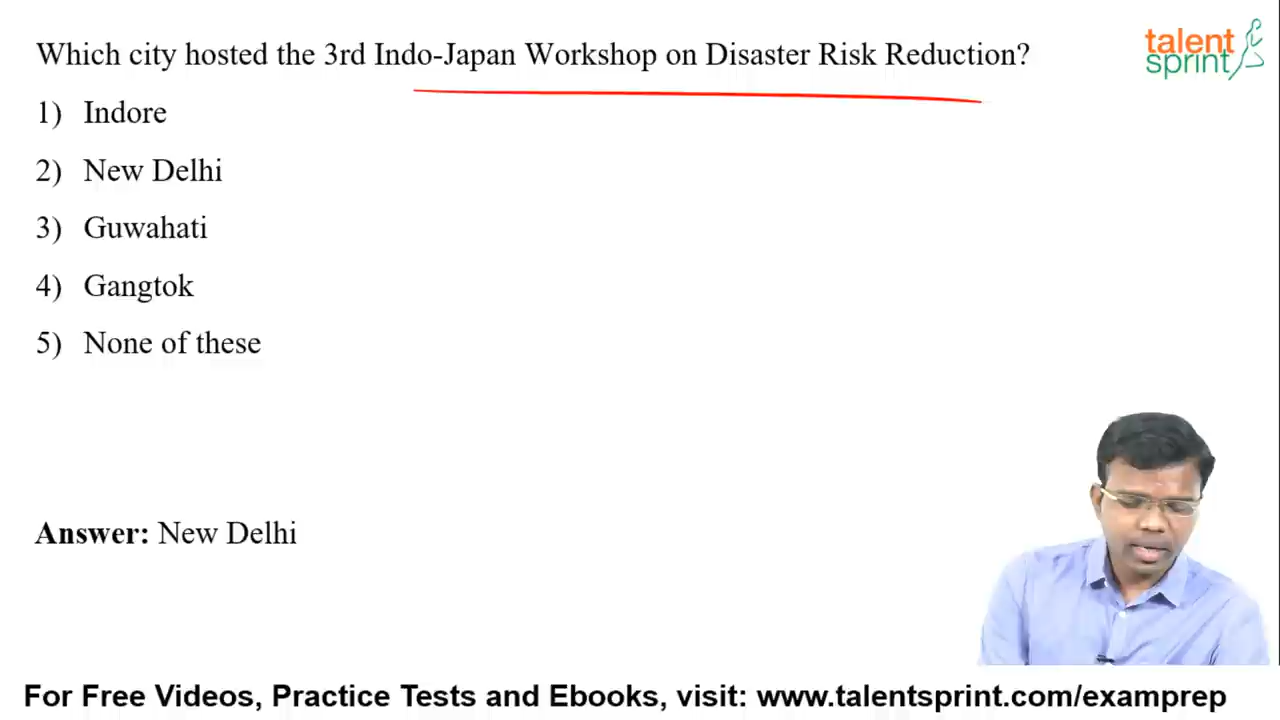 Which city hosted the 3rd Indo-Japan Workshop on Disaster Risk Reduction?
talent
sprint
1) Indore
2) New Delhi
3) Guwahati
4) Gangtok
5) None of these
Answer: New Delhi
For Free Videos, Practice Tests and Ebooks, visit: www.talentsprint.com/examprep